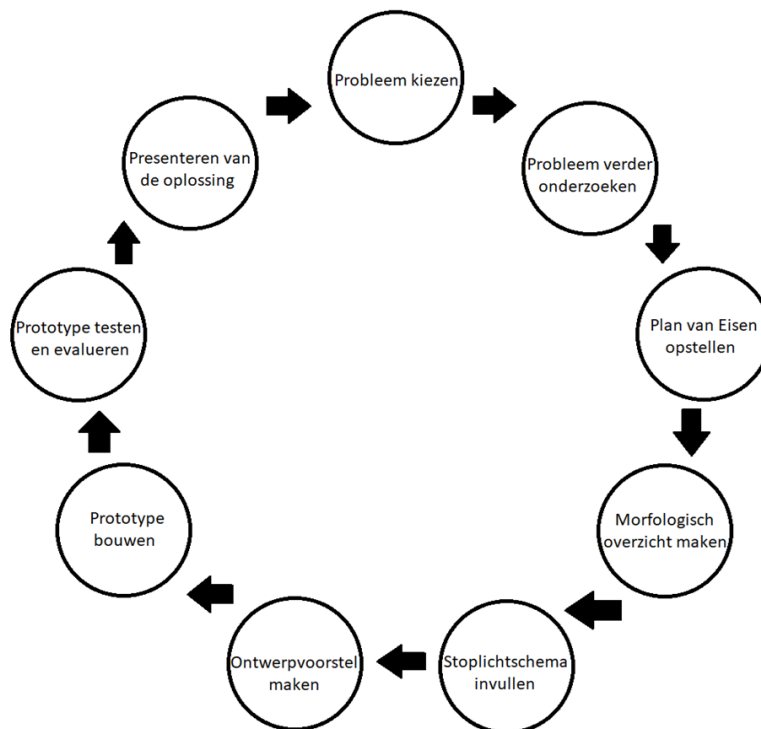 Probleem kiezen
Probleem verder
onderzoeken
Plan van Eisen
opstellen
Morfologisch
overzicht maken
Stoplichtschema
invullen
Ontwerpvoorstel
maken
Prototype
bouwen
Prototype testen
en evalueren
Presenteren van
de oplossing